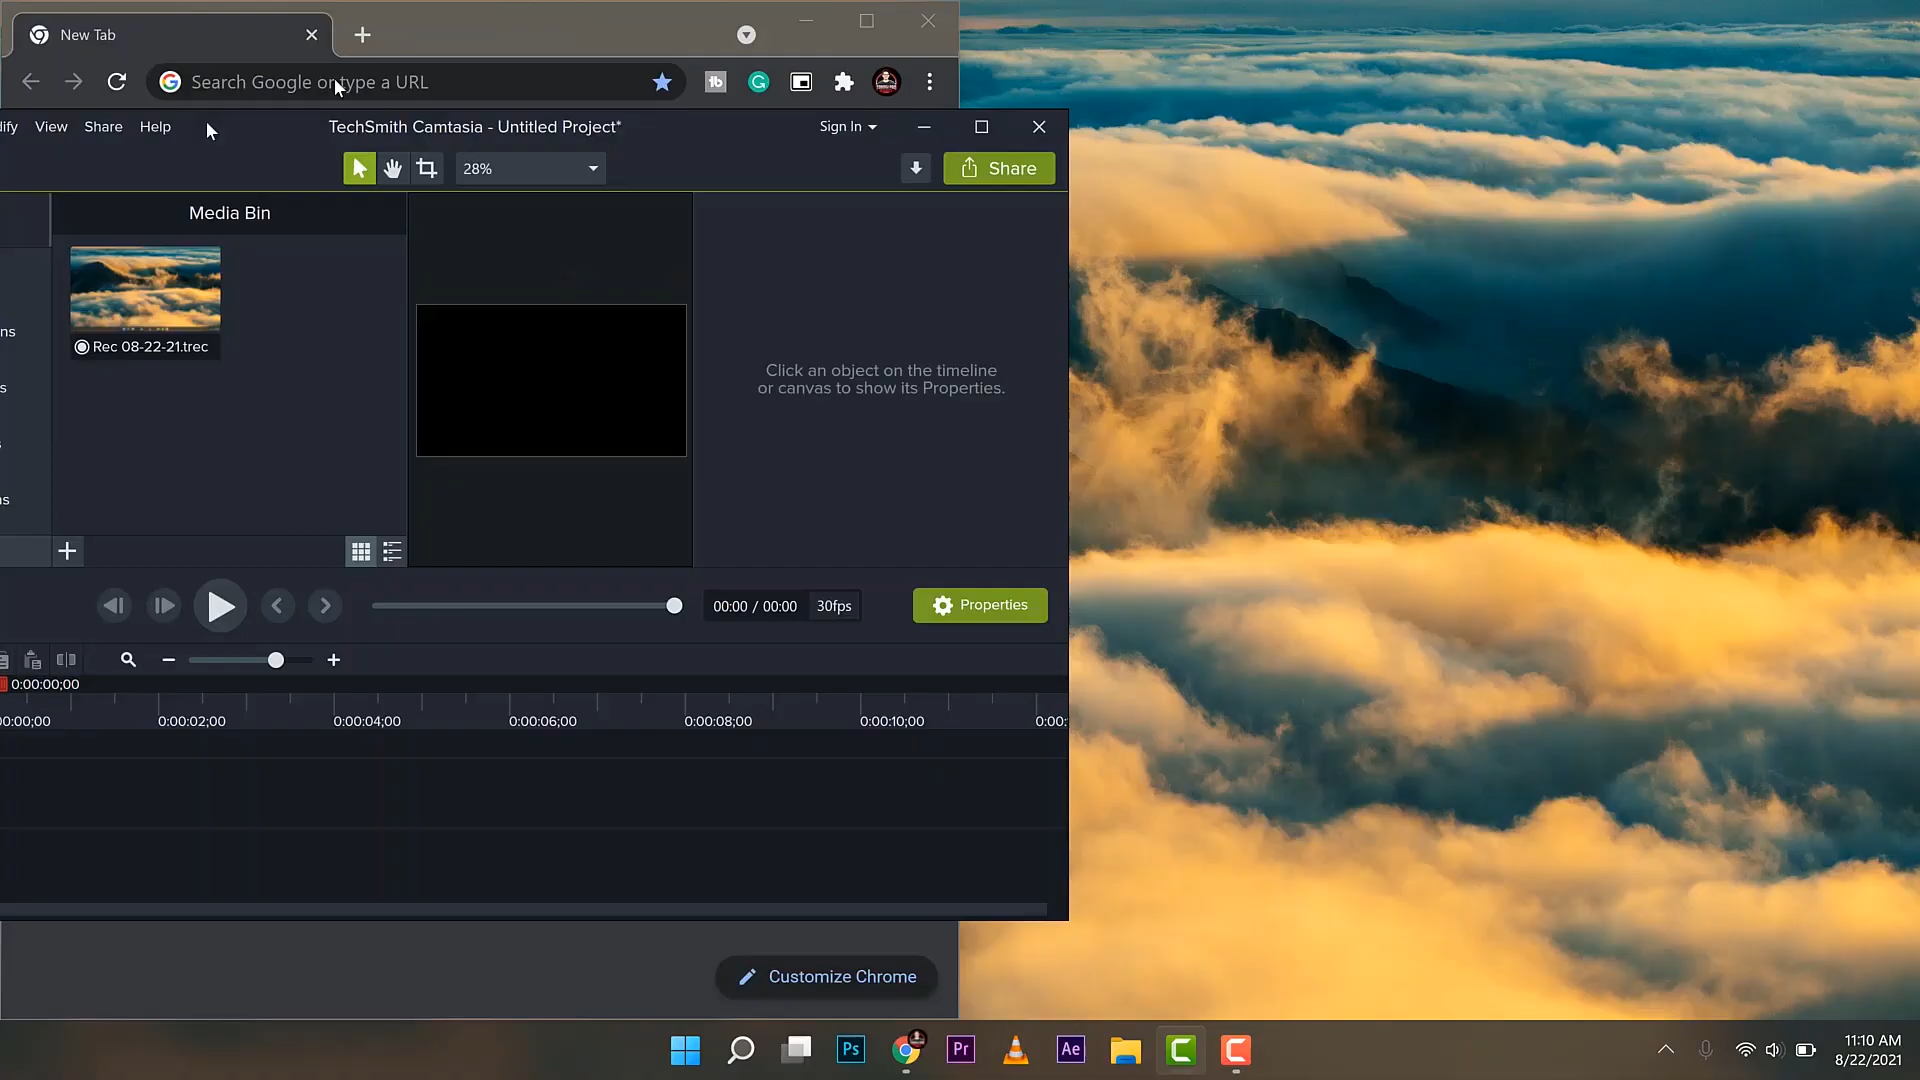 New Tab
Search Google or type a URL
dify View Share Help
TechSmith Camtasia - Untitled Project*
Sign In
28%
Share
Media Bin
Rec 08-22-21.trec
ns
s
s
ns
Click an object on the timeline
or canvas to show its Properties.
00:00 / 00:00
30fps
Properties
0:00:00;00
00:00;00 0:00:02;00 0:00:04;00 0:00:06;00 0:00:08;00 0:00:10;00 0:00:
Customize Chrome
Ps
Pr
Ae
11:10 AM
8/22/2021